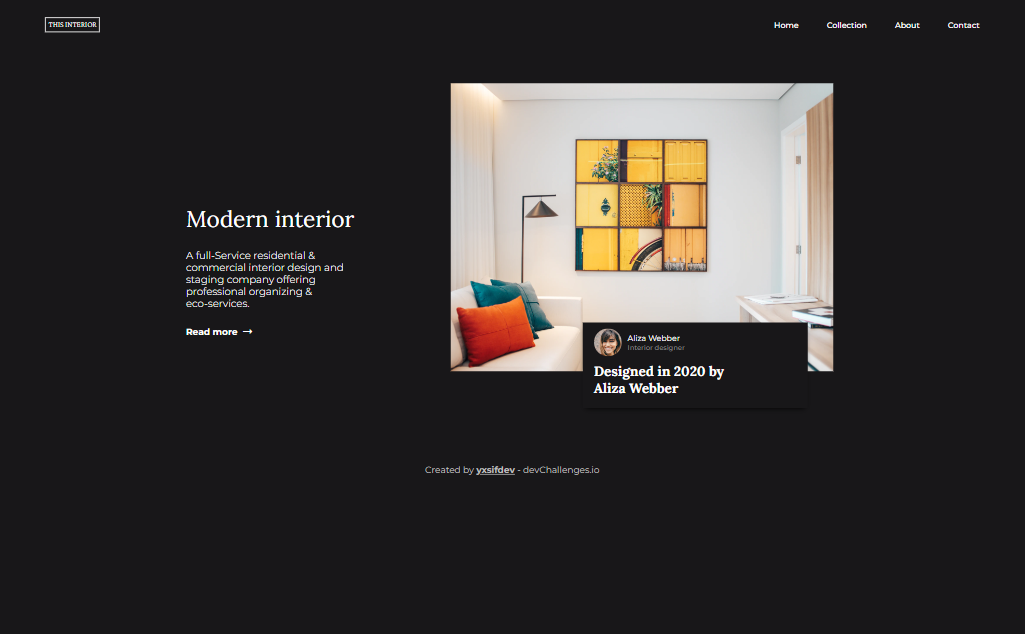 THIS INTERIOR
Home
Collection
About
Contact
Modern interior
A full-Service residential &
commercial interior design and
staging company offering
professional organizing &
eco-services.
Read more →
Aliza Webber
Interior designer
Designed in 2020 by
Aliza Webber
Created by yxsifdev - devChallenges.io